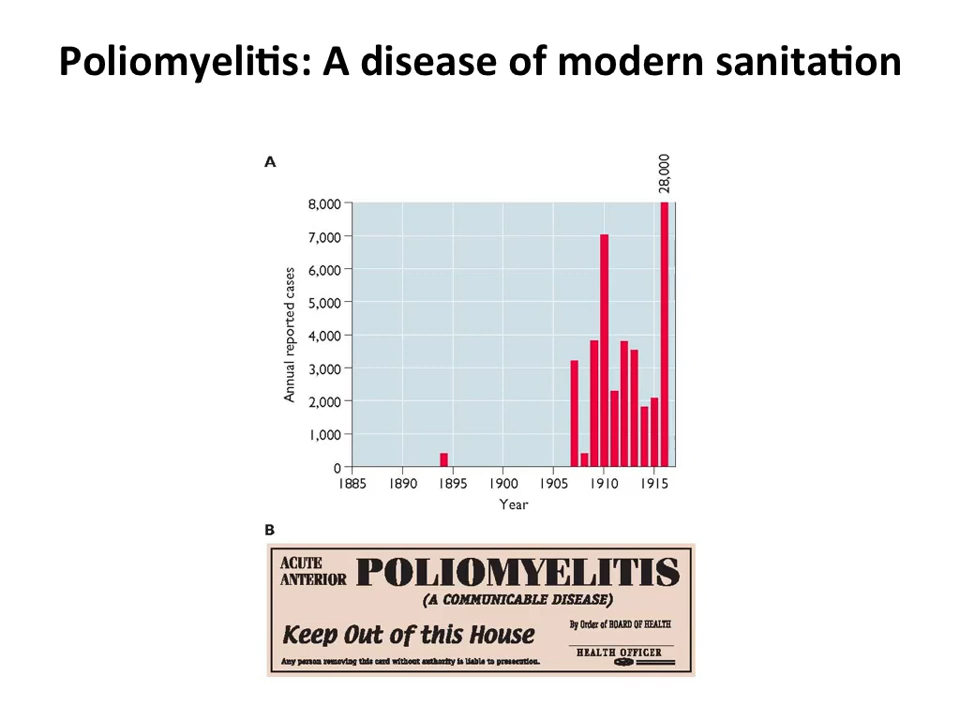 Poliomyelitis: A disease of modern sanitation
A
28,000
8,000
7,000
6,000
5,000
4,000
3,000
2,000
1,000
0
Annual reported cases
1885 1890 1895 1900 1905 1910 1915
Year
B
ACUTE
ANTERIOR
POLIOMYELITIS
(A COMMUNICABLE DISEASE)
Keep Out of this House
By Order of BOARD OF HEALTH
HEALTH OFFICER
Any person removing this card without authority is liable to prosecution.